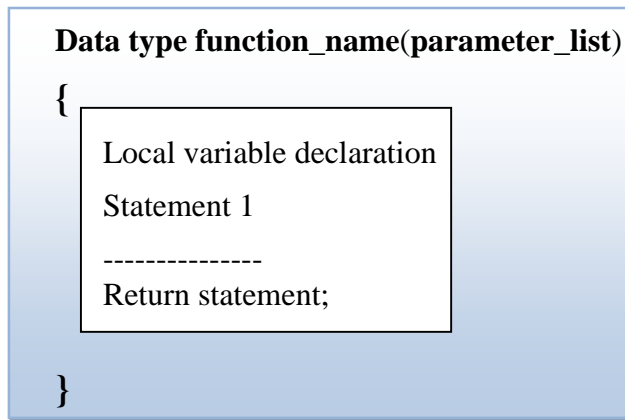 Data type function_name(parameter_list)
{
Local variable declaration
Statement 1
---------------
Return statement;
}